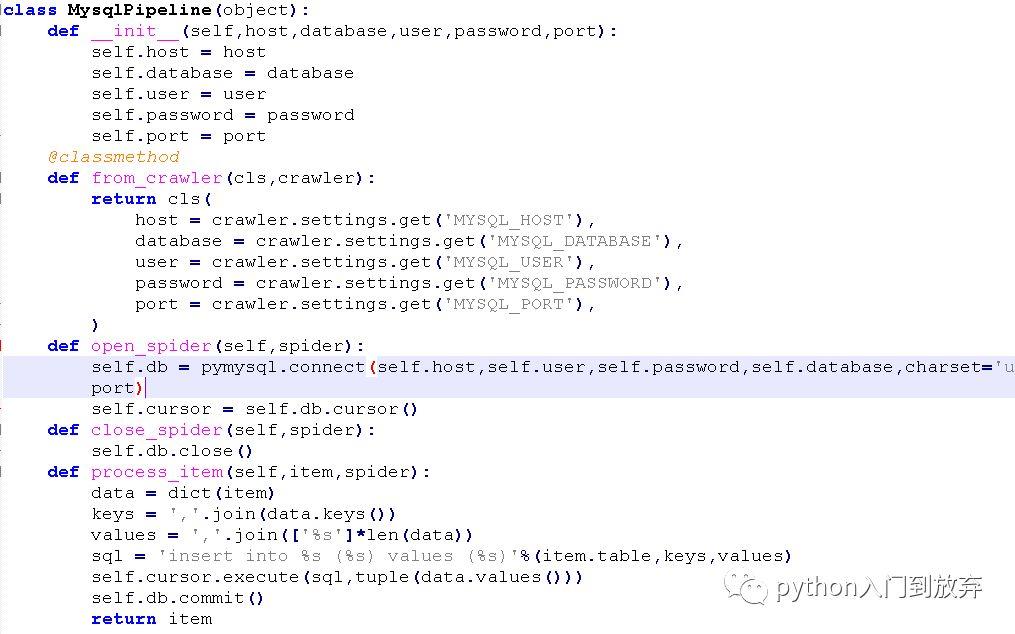 class MysqlPipeline(object):
    def __init__(self,host,database,user,password,port):
        self.host = host
        self.database = database
        self.user = user
        self.password = password
        self.port = port
    @classmethod
    def from_crawler(cls,crawler):
        return cls(
            host = crawler.settings.get('MYSQL_HOST'),
            database = crawler.settings.get('MYSQL_DATABASE'),
            user = crawler.settings.get('MYSQL_USER'),
            password = crawler.settings.get('MYSQL_PASSWORD'),
            port = crawler.settings.get('MYSQL_PORT'),
        )
    def open_spider(self,spider):
        self.db = pymysql.connect(self.host,self.user,self.password,self.database,charset='u
        port)
        self.cursor = self.db.cursor()
    def close_spider(self,spider):
        self.db.close()
    def process_item(self,item,spider):
        data = dict(item)
        keys = ','.join(data.keys())
        values = ','.join(['%s']*len(data))
        sql = 'insert into %s (%s) values (%s)'%(item.table,keys,values)
        self.cursor.execute(sql,tuple(data.values()))
        self.db.commit()
        return item
python入门到放弃